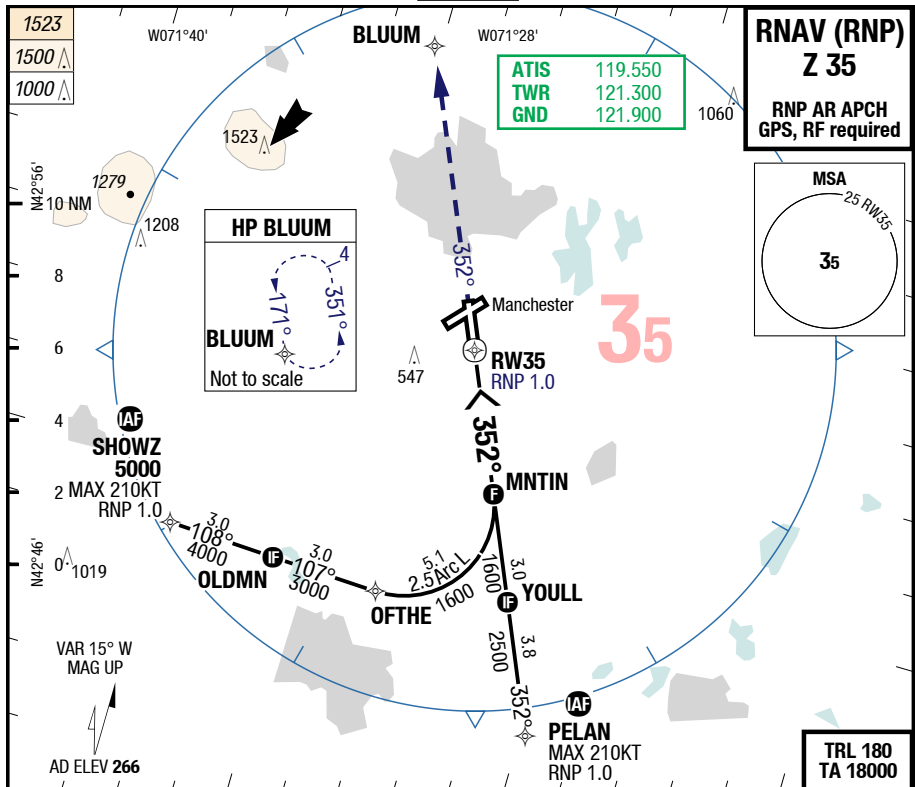 1523
1500
1000
W071°40'
BLUUM
W071°28'
ATIS 119.550
TWR 121.300
GND 121.900
1060
RNAV (RNP)
Z 35
RNP AR APCH
GPS, RF required
1523
N42°56'
10 NM
1279
1208
HP BLUUM
4
171°
351°
BLUUM
Not to scale
352°
Manchester
35
MSA
25 RW35
35
8
6
4
2
0
547
RW35
RNP 1.0
IAF
SHOWZ
5000
MAX 210KT
RNP 1.0
352°
F
MNTIN
3.0
108°
4000
IF
OLDMN
3.0
107°
3000
OFTHE
5.1
2.5 Arc L
1600
1600
3.0
IF
YOULL
2500
3.8
352°
N42°46'
1019
VAR 15° W
MAG UP
AD ELEV 266
IAF
PELAN
MAX 210KT
RNP 1.0
TRL 180
TA 18000